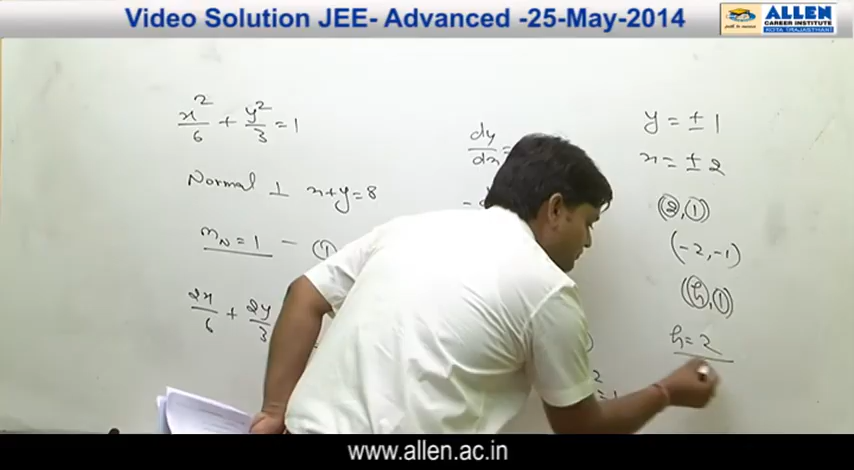 Video Solution JEE- Advanced -25-May-2014
ALLEN
CAREER INSTITUTE
KOTA (RAJASTHAN)
x²/6 + y²/3 = 1
Normal ⊥ x+y=8
m_N = 1 — ①
2x/6 + 2y/3
dy/dx =
y = ± 1
x = ± 2
(2, 1)
(-2, -1)
(h, 1)
h = 2
www.allen.ac.in